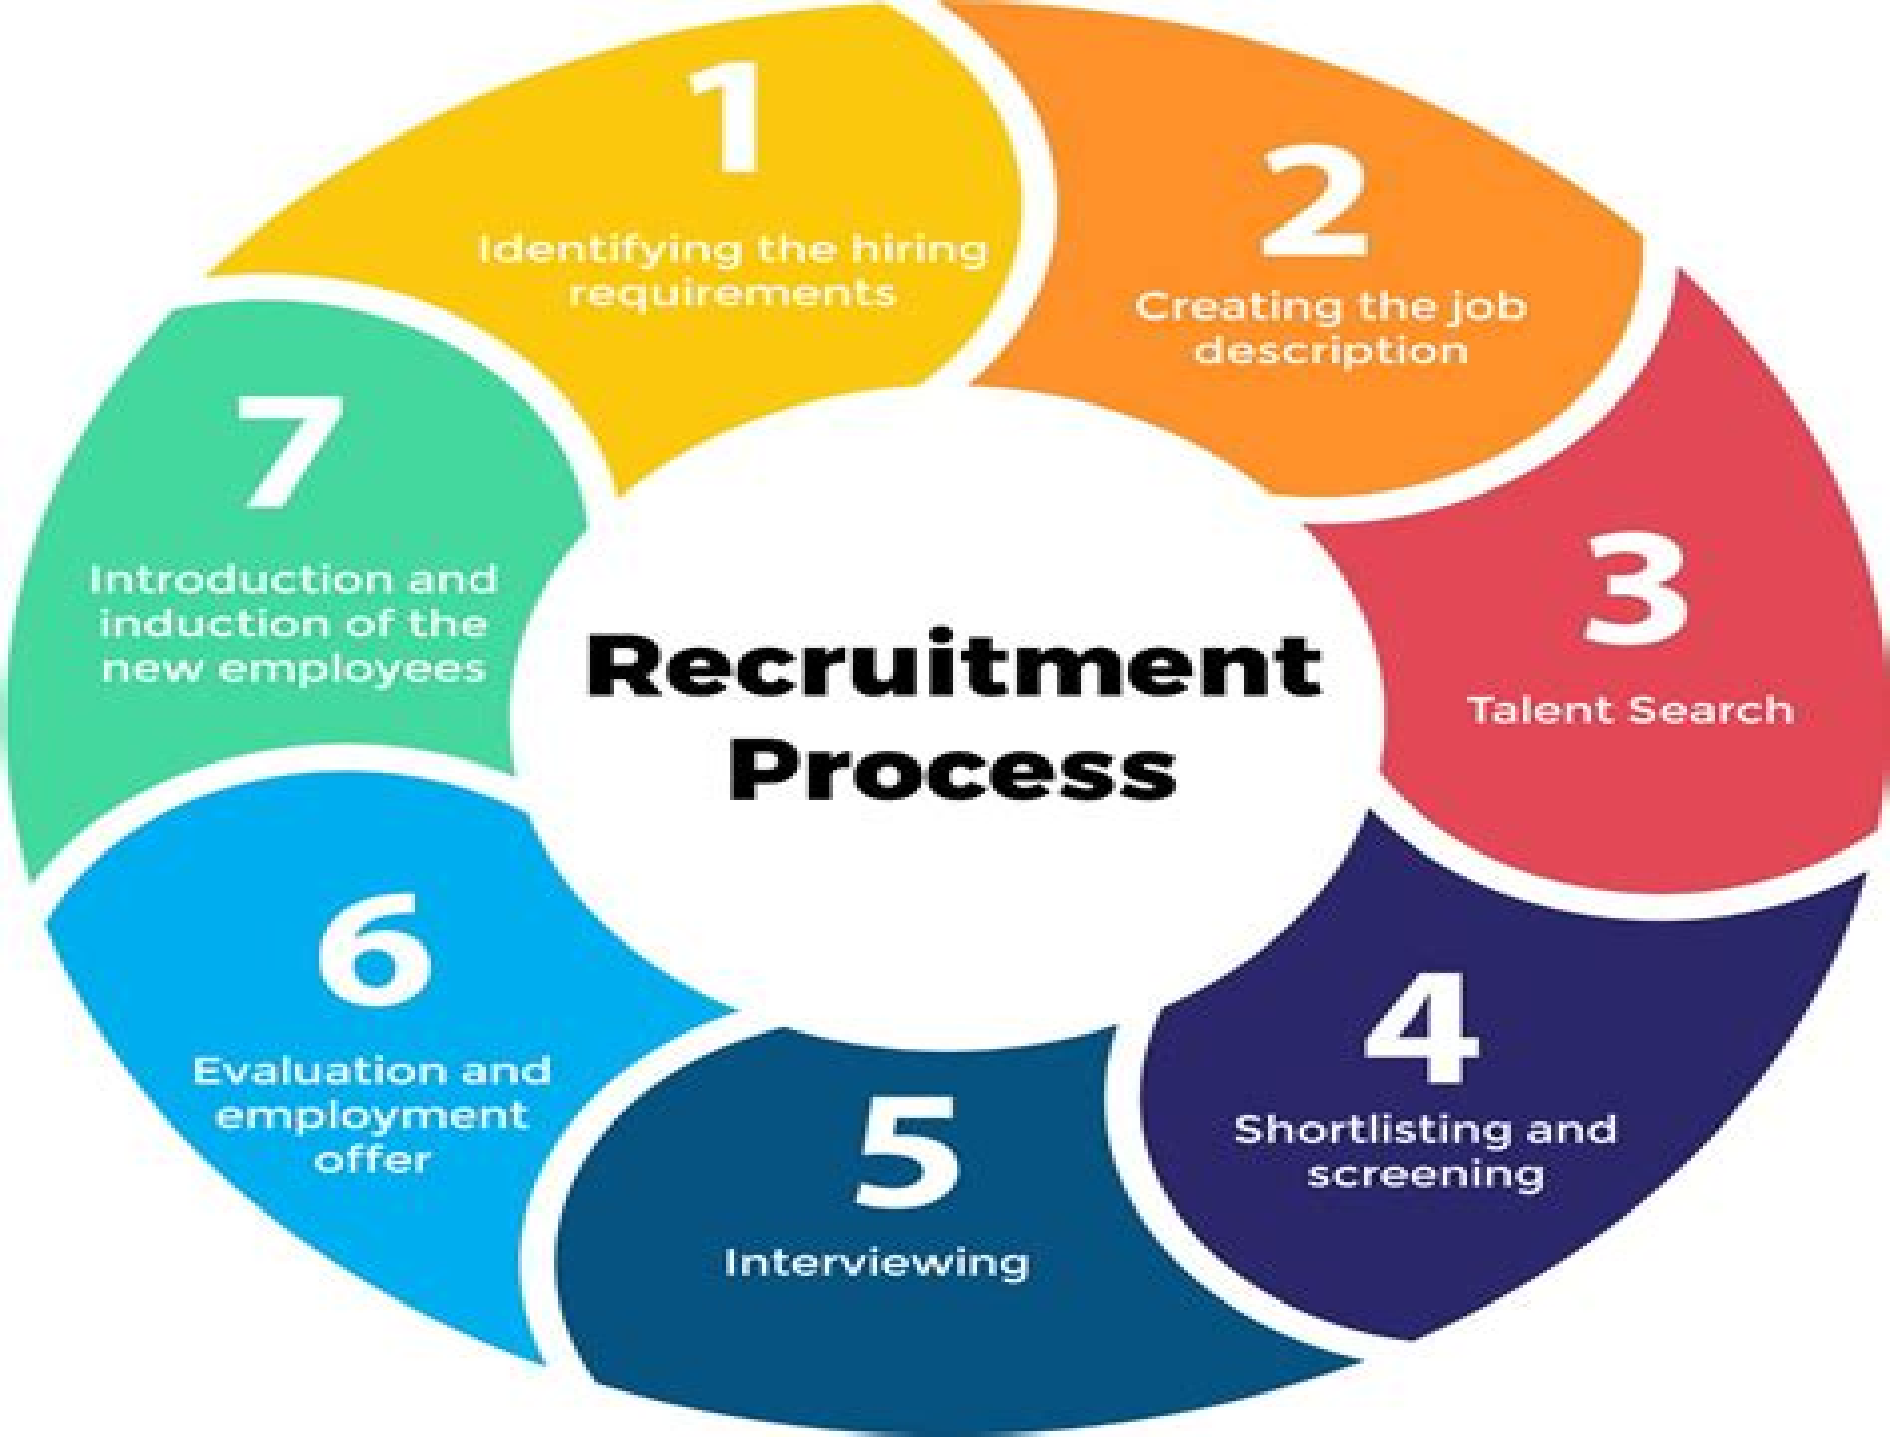 1
Identifying the hiring
requirements
2
Creating the job
description
3
Talent Search
4
Shortlisting and
screening
5
Interviewing
6
Evaluation and
employment
offer
7
Introduction and
induction of the
new employees
Recruitment
Process